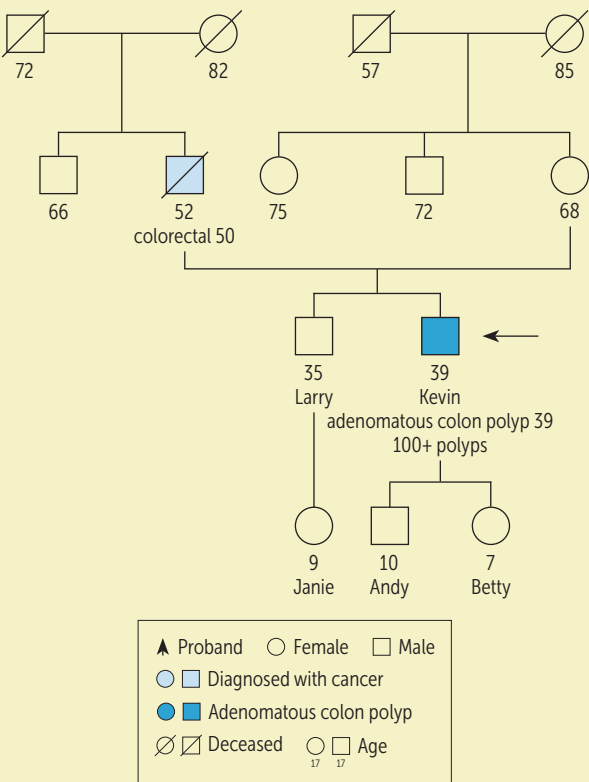 72 82 57 85
66 52 75 72 68
colorectal 50
35 39
Larry Kevin
adenomatous colon polyp 39
100+ polyps
9 10 7
Janie Andy Betty
Proband Female Male
Diagnosed with cancer
Adenomatous colon polyp
Deceased Age
17 17